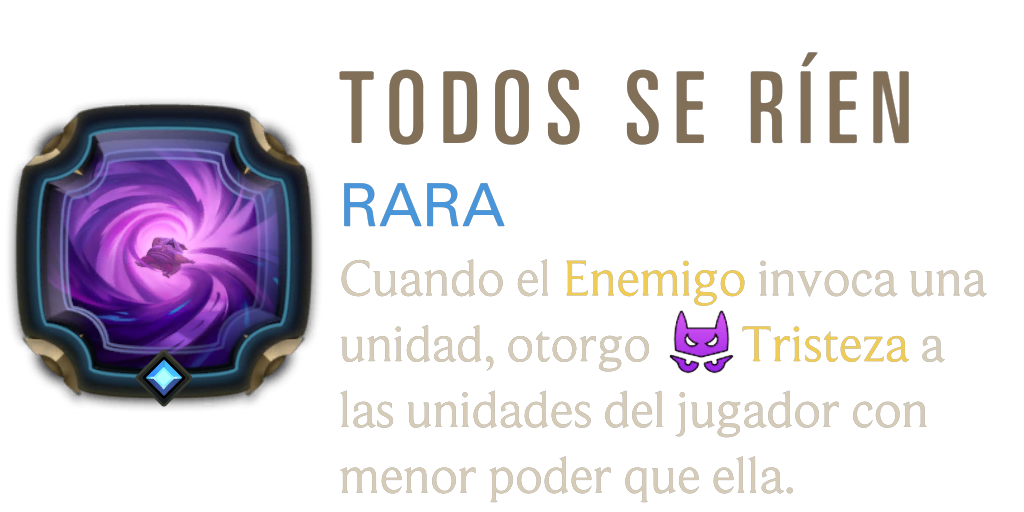 TODOS SE RÍEN
RARA
Cuando el Enemigo invoca una
unidad, otorgo Tristeza a
las unidades del jugador con
menor poder que ella.